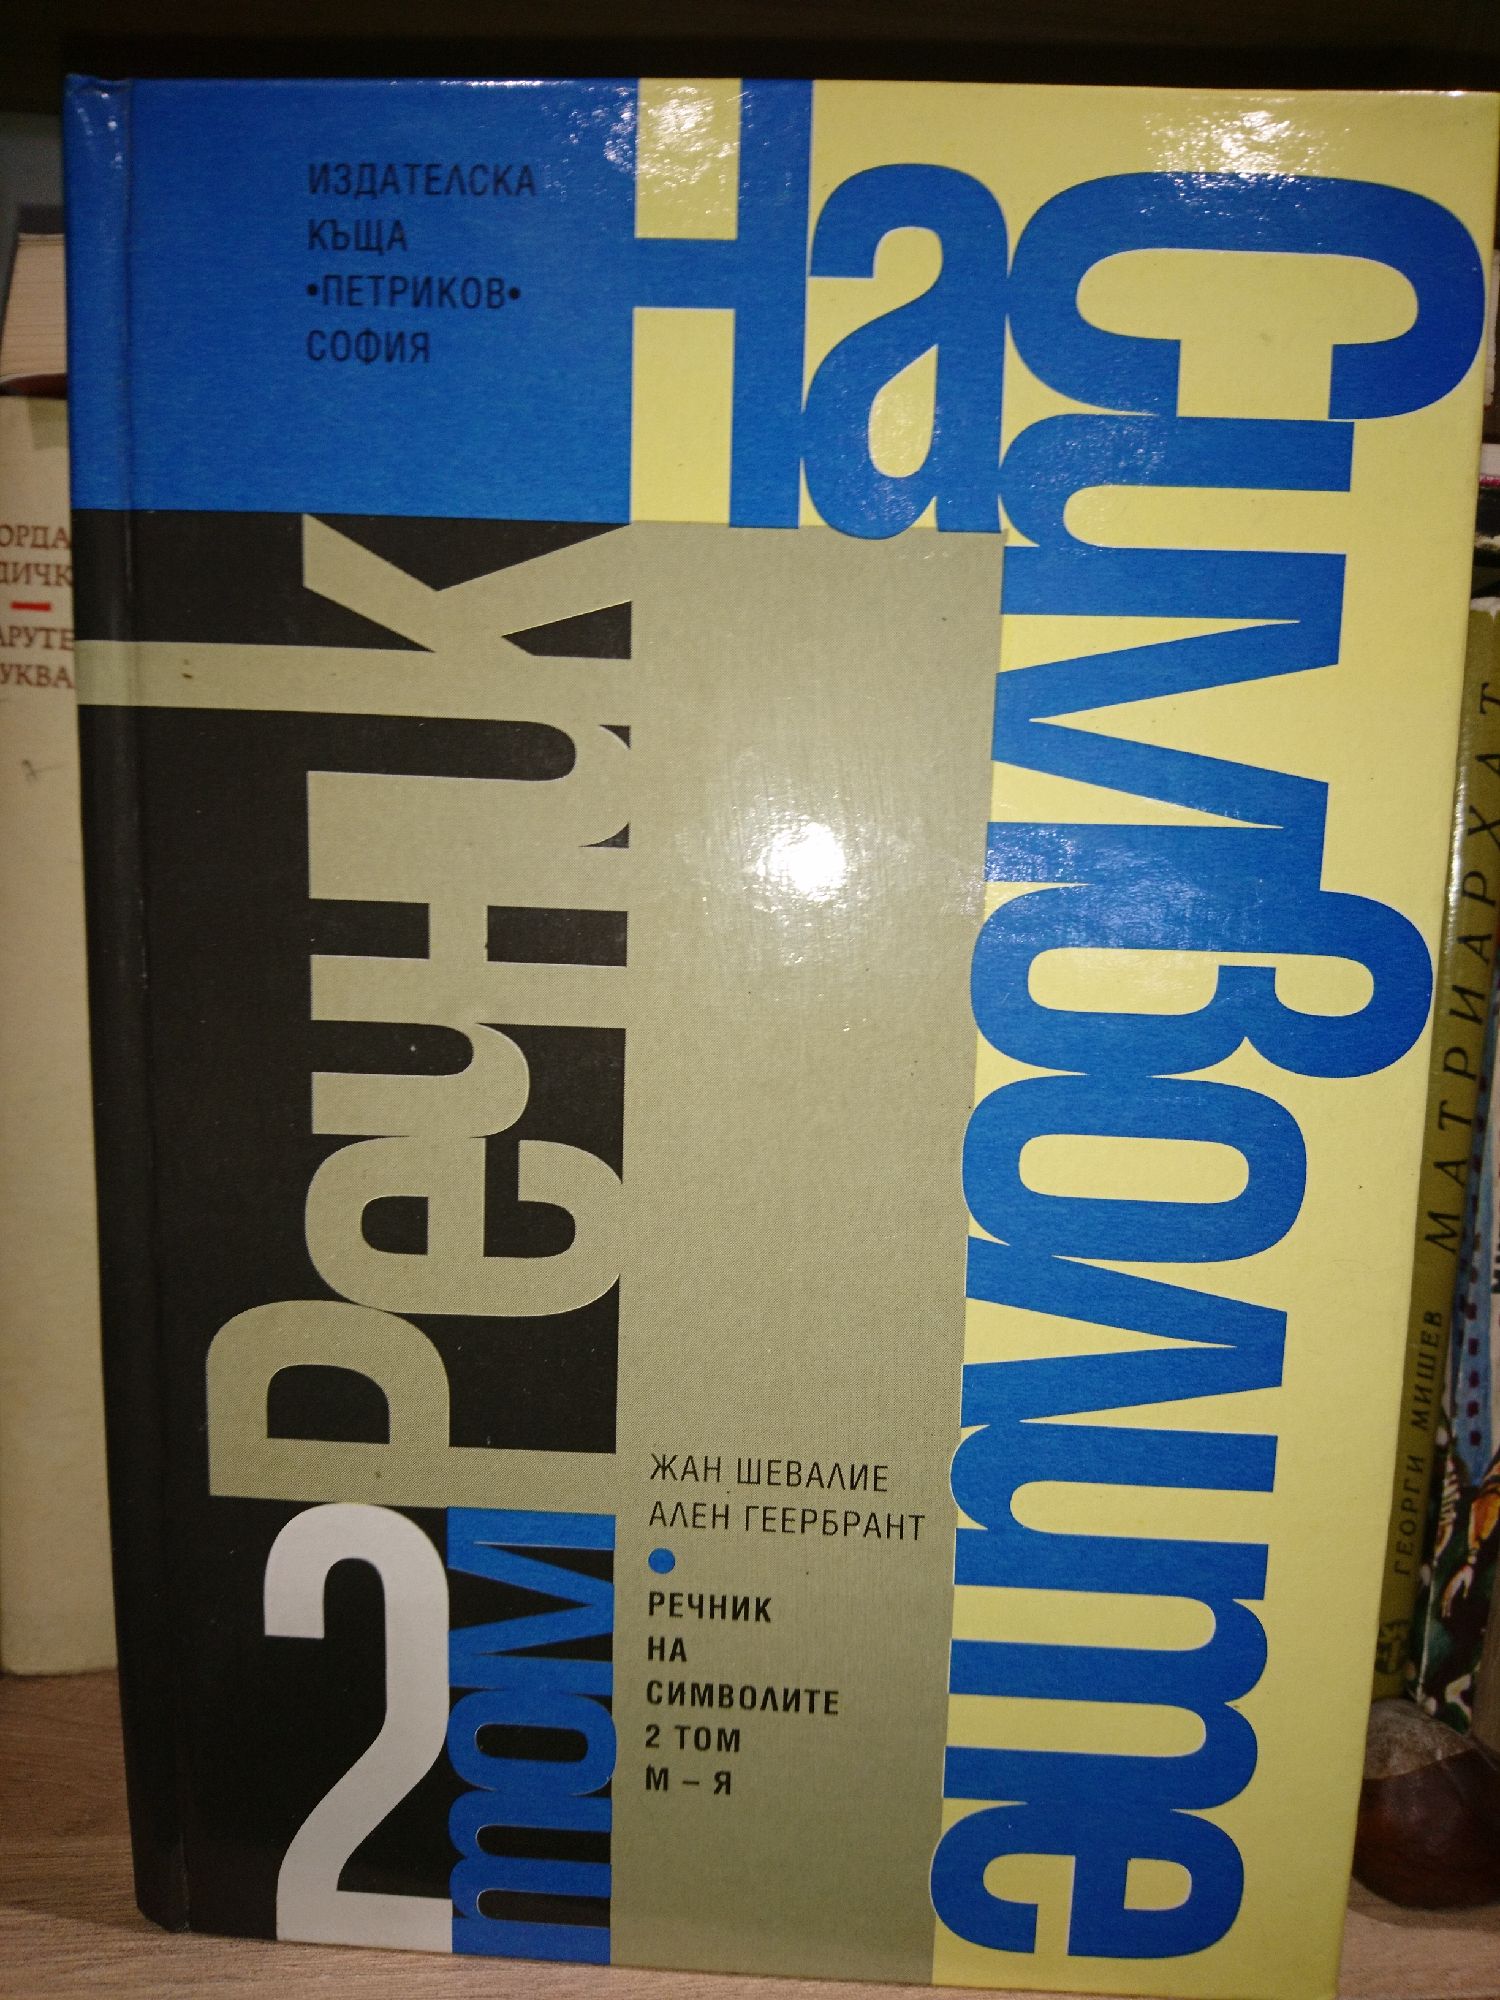 ИЗДАТЕЛСКА
КЪЩА
•ПЕТРИКОВ•
СОФИЯ
Речник
На
Символите
2 том
ЖАН ШЕВАЛИЕ
АЛЕН ГЕЕРБРАНТ
РЕЧНИК
НА
СИМВОЛИТЕ
2 ТОМ
М – Я
ГЕОРГИ МИШЕВ МАТРИАРХАТ